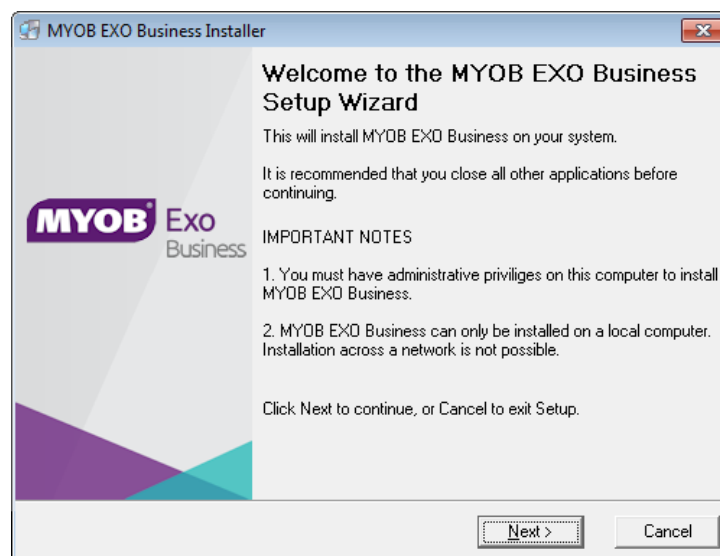 MYOB EXO Business Installer
Welcome to the MYOB EXO Business
Setup Wizard
This will install MYOB EXO Business on your system.
It is recommended that you close all other applications before
continuing.
MYOB Exo
Business
IMPORTANT NOTES
1. You must have administrative priviliges on this computer to install
MYOB EXO Business.
2. MYOB EXO Business can only be installed on a local computer.
Installation across a network is not possible.
Click Next to continue, or Cancel to exit Setup.
Next >
Cancel